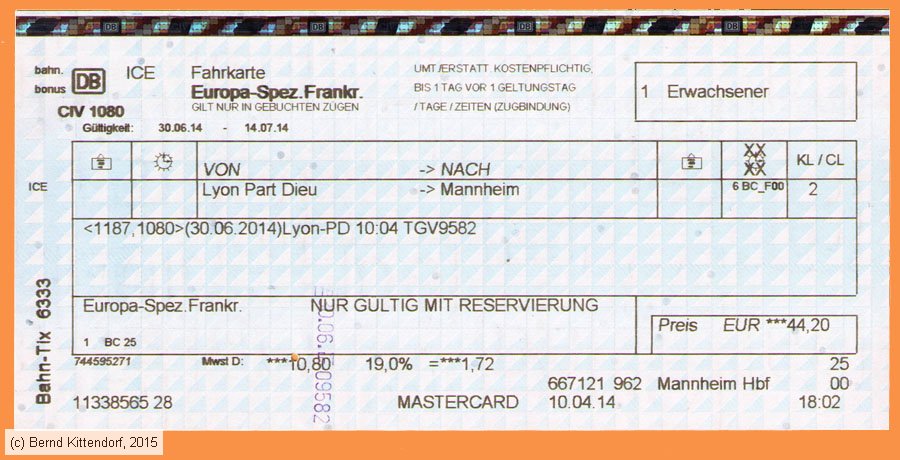 bahn.
bonus
DB
ICE
Fahrkarte
Europa-Spez.Frankr.
GILT NUR IN GEBUCHTEN ZÜGEN
UMT./ERSTATT. KOSTENPFLICHTIG,
BIS 1 TAG VOR 1 GELTUNGSTAG
/ TAGE / ZEITEN (ZUGBINDUNG)
1 Erwachsener
CIV 1080
Gültigkeit: 30.06.14 - 14.07.14
VON -> NACH
XX
XX
KL / CL
ICE
Lyon Part Dieu -> Mannheim
6 BC_F00
2
<1187,1080>(30.06.2014)Lyon-PD 10:04 TGV9582
Europa-Spez.Frankr. NUR GÜLTIG MIT RESERVIERUNG
1 BC 25
Preis EUR ***44,20
744595271
Mwst D: ***10,80 19,0% =***1,72
25
667121 962 Mannheim Hbf 00
11338565 28
MASTERCARD 10.04.14 18:02
Bahn-Tix 6333
(c) Bernd Kittendorf, 2015